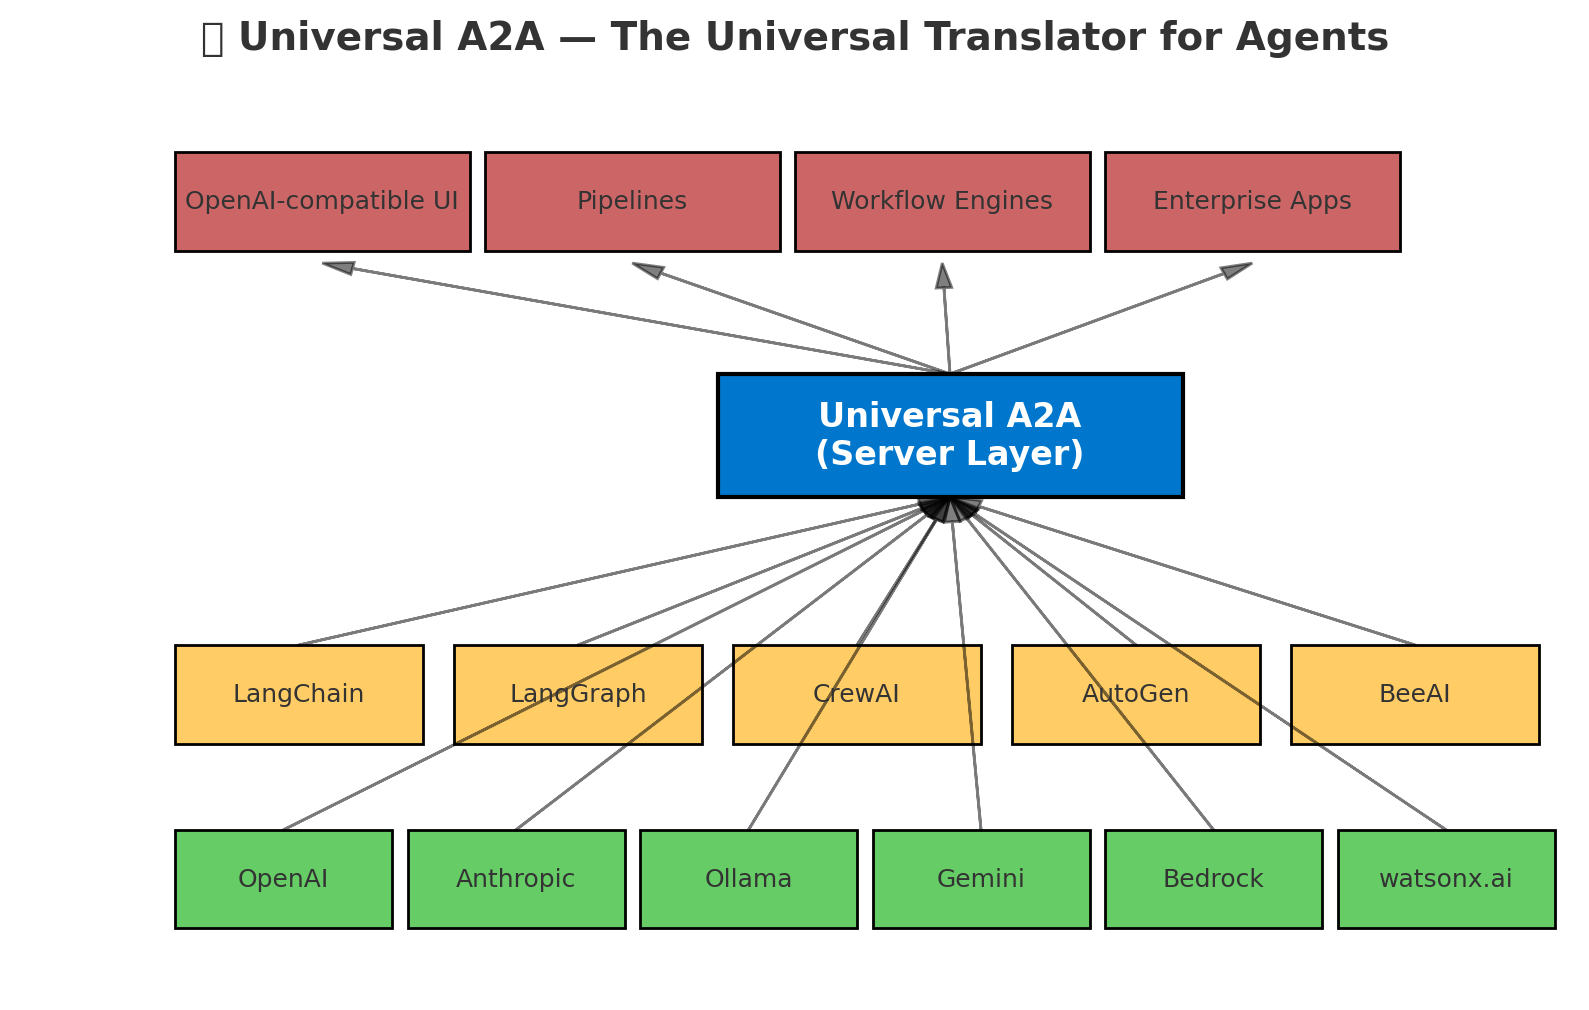 Universal A2A — The Universal Translator for Agents
OpenAI-compatible UI
Pipelines
Workflow Engines
Enterprise Apps
Universal A2A
(Server Layer)
LangChain
LangGraph
CrewAI
AutoGen
BeeAI
OpenAI
Anthropic
Ollama
Gemini
Bedrock
watsonx.ai